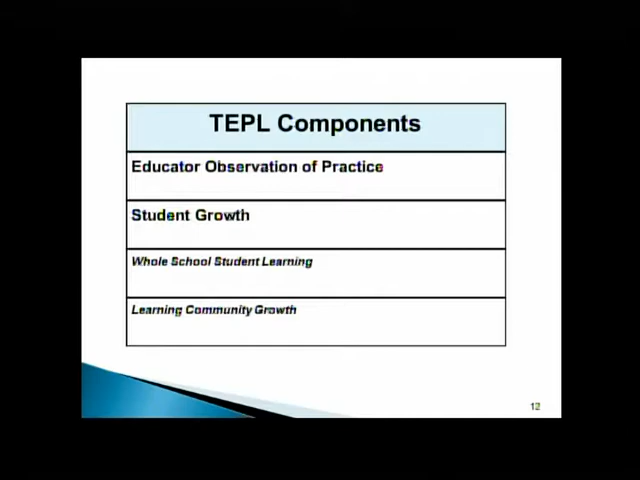 TEPL Components
Educator Observation of Practice
Student Growth
Whole School Student Learning
Learning Community Growth
12